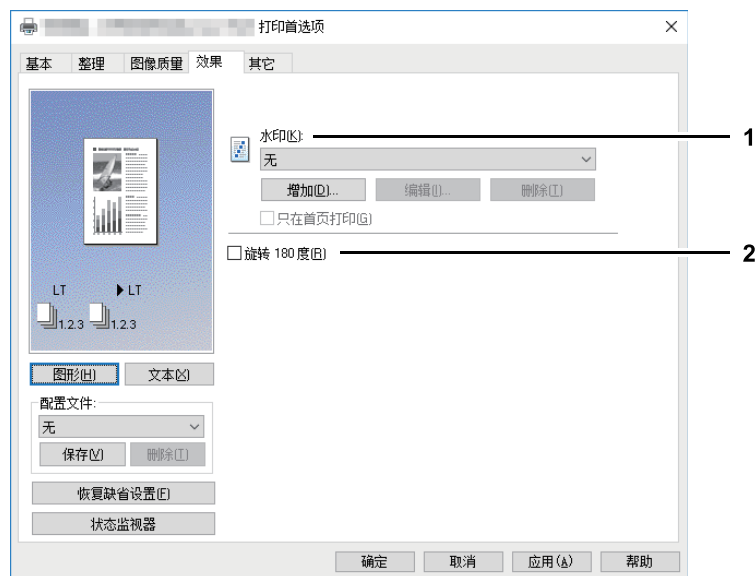 打印首选项
基本 整理 图像质量 效果 其它
水印(K): 1
无
增加(D)... 编辑(I)... 删除(T)
只在首页打印(G)
旋转 180 度(R) 2
LT LT
1.2.3 1.2.3
图形(H) 文本(X)
配置文件:
无
保存(V) 删除(T)
恢复缺省设置(F)
状态监视器
确定 取消 应用(A) 帮助